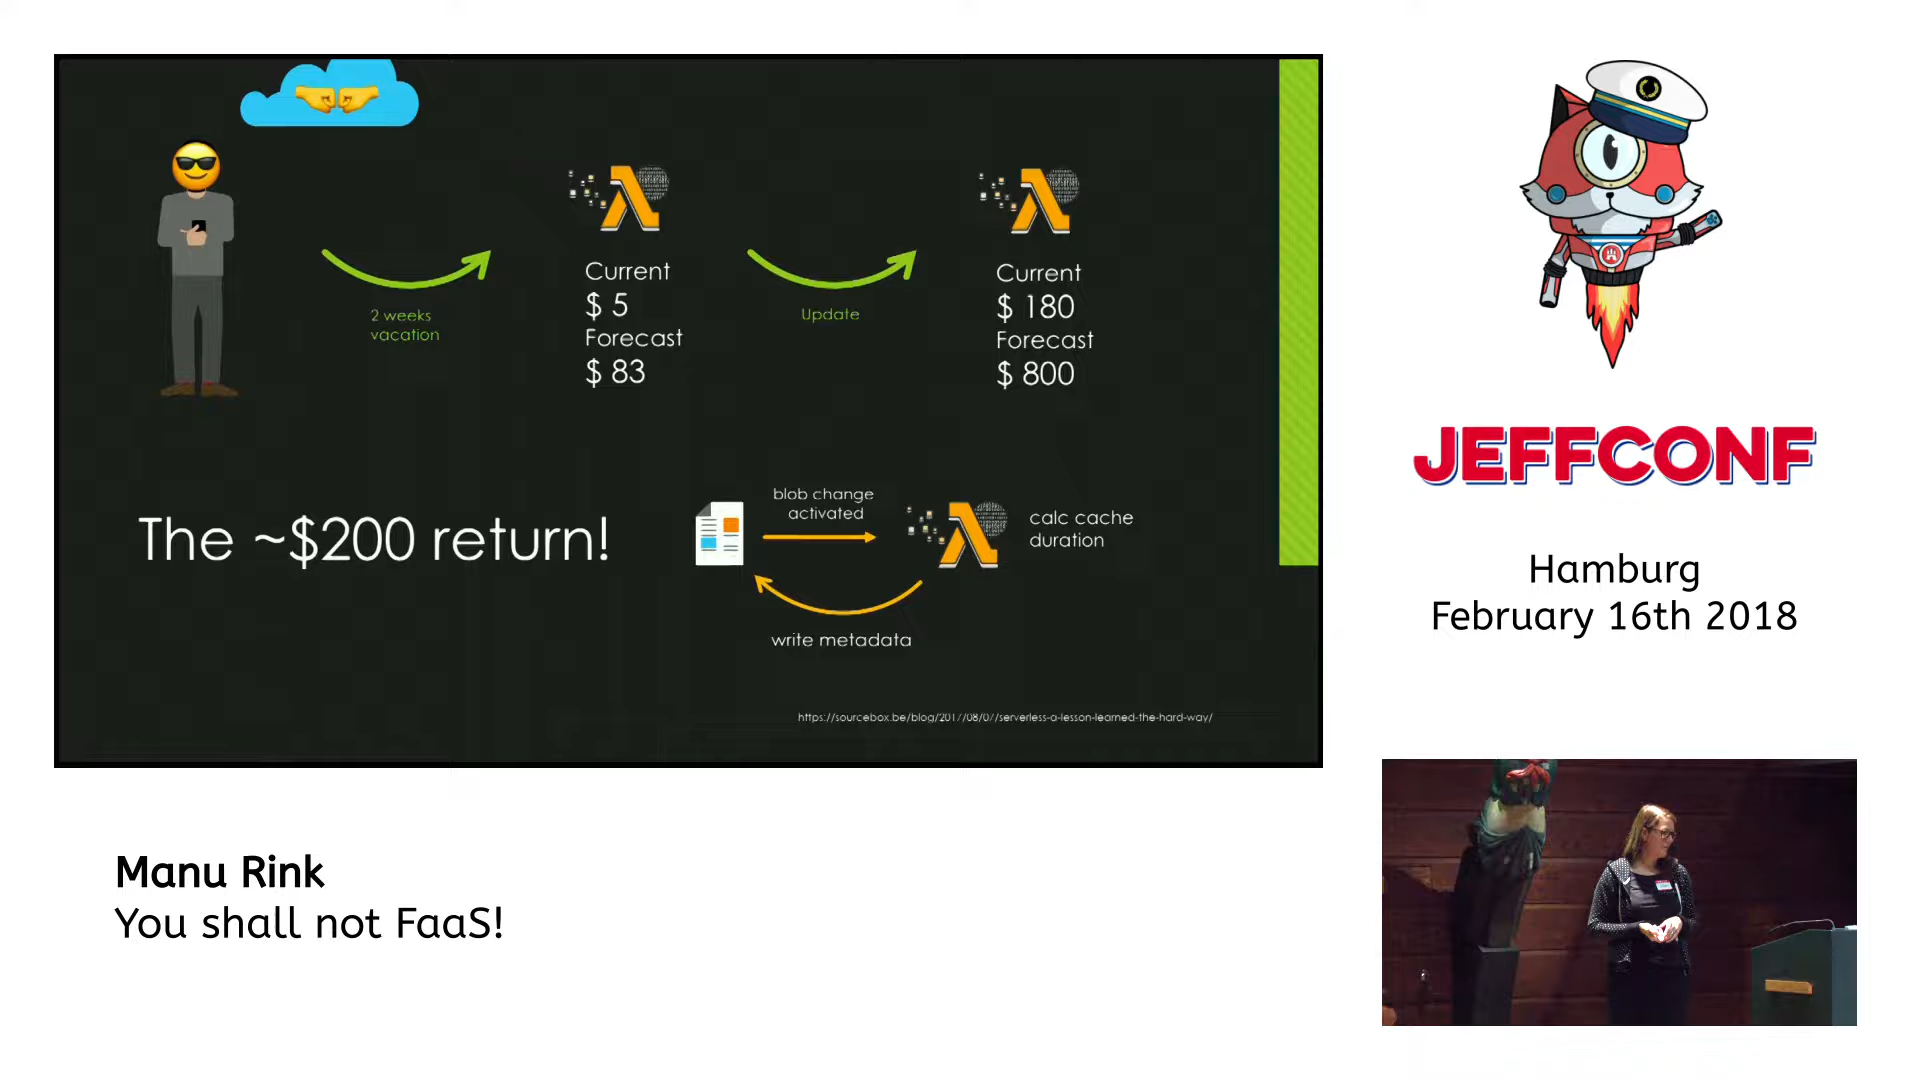 Current
$ 5
Forecast
$ 83
2 weeks
vacation
Update
Current
$ 180
Forecast
$ 800
The ~$200 return!
blob change
activated
calc cache
duration
write metadata
https://sourcebox.be/blog/2017/08/07/serverless-a-lesson-learned-the-hard-way/
JEFFCONF
Hamburg
February 16th 2018
Manu Rink
You shall not FaaS!